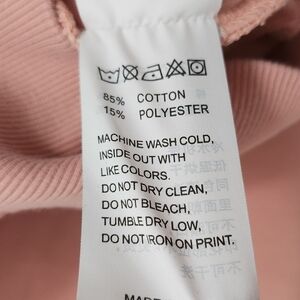 85% COTTON
15% POLYESTER
MACHINE WASH COLD,
INSIDE OUT WITH
LIKE COLORS.
DO NOT DRY CLEAN,
DO NOT BLEACH,
TUMBLE DRY LOW,
DO NOT IRON ON PRINT.